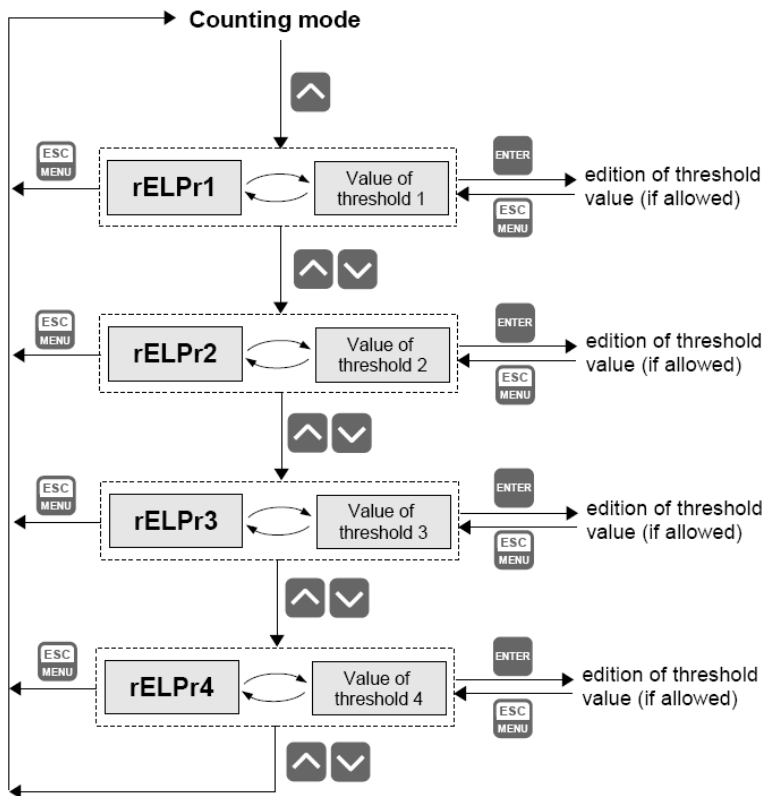 Counting mode
ESC
MENU
rELPr1
Value of
threshold 1
ENTER
ESC
MENU
edition of threshold
value (if allowed)
ESC
MENU
rELPr2
Value of
threshold 2
ENTER
ESC
MENU
edition of threshold
value (if allowed)
ESC
MENU
rELPr3
Value of
threshold 3
ENTER
ESC
MENU
edition of threshold
value (if allowed)
ESC
MENU
rELPr4
Value of
threshold 4
ENTER
ESC
MENU
edition of threshold
value (if allowed)